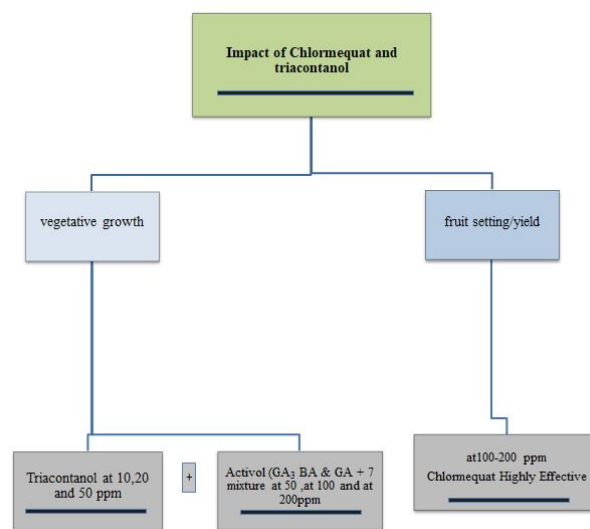 Impact of Chlormequat and
triacontanol
vegetative growth
fruit setting/yield
Triacontanol at 10,20
and 50 ppm
+
Activol (GA₃ BA & GA + 7
mixture at 50 ,at 100 and at
200ppm
at100-200 ppm
Chlormequat Highly Effective